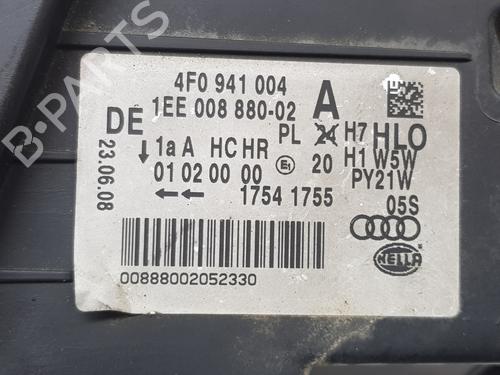 4F0 941 004
1EE 008 880-02 A
DE PL 24 H7 HLO
23.06.08
1a A HC HR E1 20 H1 W5W
01 02 00 00 PY21W
1754 1755 05S
HELLA
00888002052330